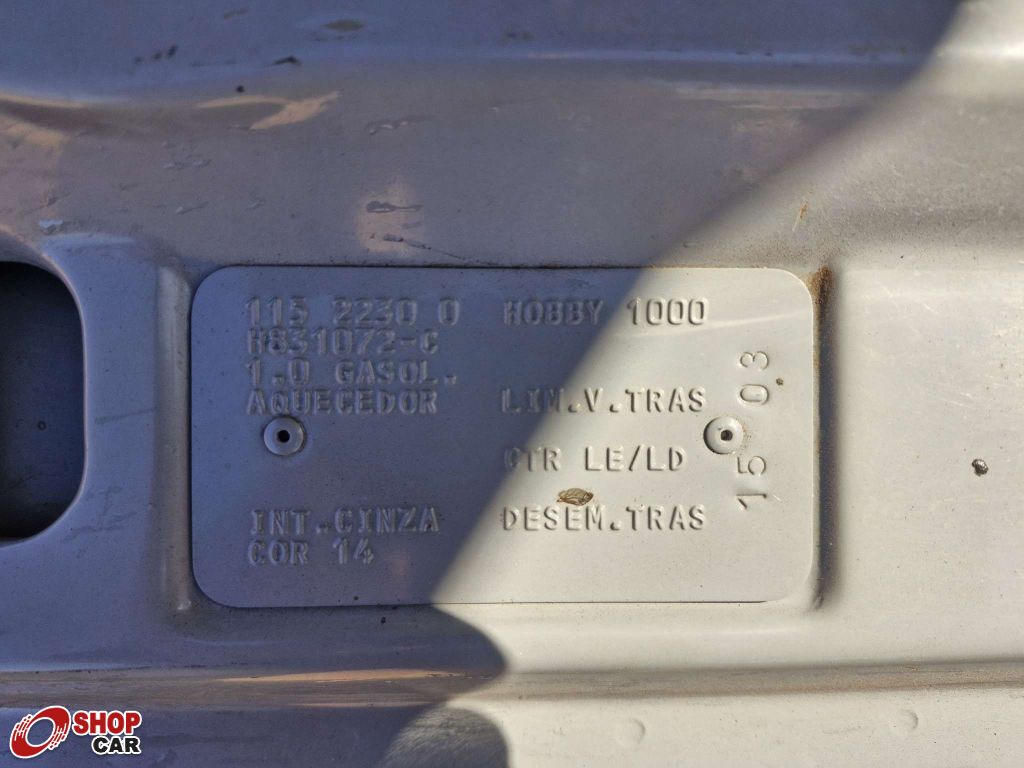 115 2230 0 HOBBY 1000
H831072-C
1.0 GASOL.
AQUECEDOR LIM.V.TRAS
CTR LE/LD
INT.CINZA DESEM.TRAS
COR 14
15 03
SHOP
CAR